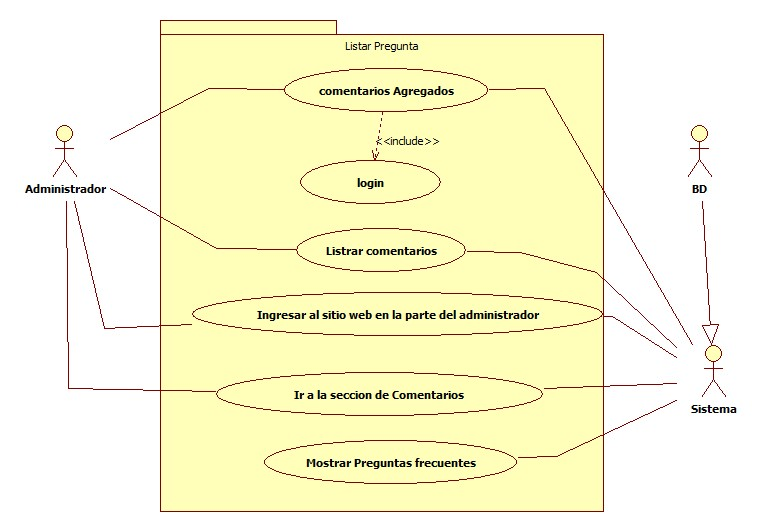 Listar Pregunta
comentarios Agregados
<<include>>
Administrador
login
BD
Listrar comentarios
Ingresar al sitio web en la parte del administrador
Ir a la seccion de Comentarios
Sistema
Mostrar Preguntas frecuentes